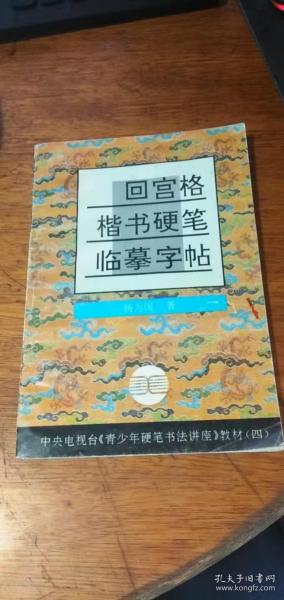 回宫格
楷书硬笔
临摹字帖
杨为国 著
中央电视台《青少年硬笔书法讲座》教材(四)
孔夫子旧书网